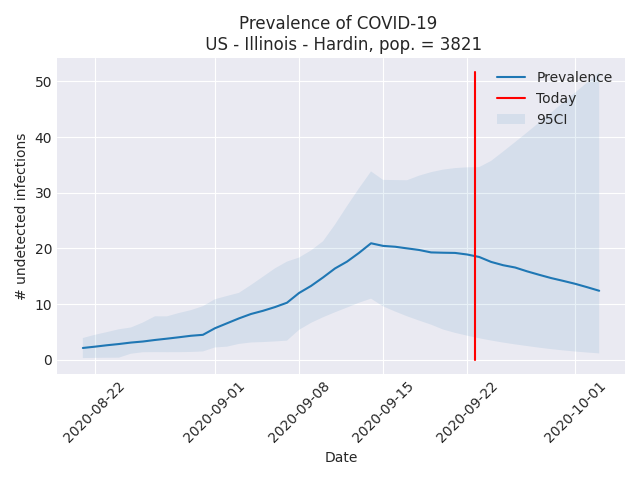 Prevalence of COVID-19
US - Illinois - Hardin, pop. = 3821
# undetected infections
50
40
30
20
10
0
Prevalence
Today
95CI
2020-08-22
2020-09-01
2020-09-08
2020-09-15
2020-09-22
2020-10-01
Date